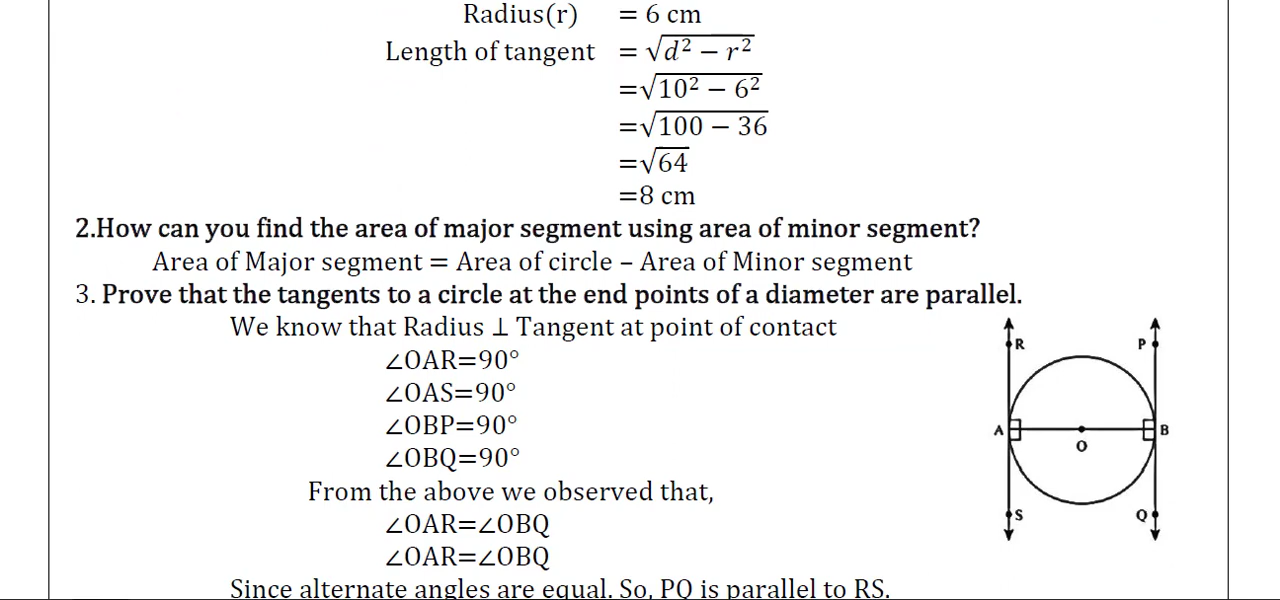 Radius(r) = 6 cm
Length of tangent = √d² − r²
=√10² − 6²
=√100 − 36
=√64
=8 cm
2.How can you find the area of major segment using area of minor segment?
Area of Major segment = Area of circle – Area of Minor segment
3. Prove that the tangents to a circle at the end points of a diameter are parallel.
We know that Radius ⊥ Tangent at point of contact
∠OAR=90°
∠OAS=90°
∠OBP=90°
∠OBQ=90°
From the above we observed that,
∠OAR=∠OBQ
∠OAR=∠OBQ
Since alternate angles are equal. So, PQ is parallel to RS.
R P
A B
O
S Q